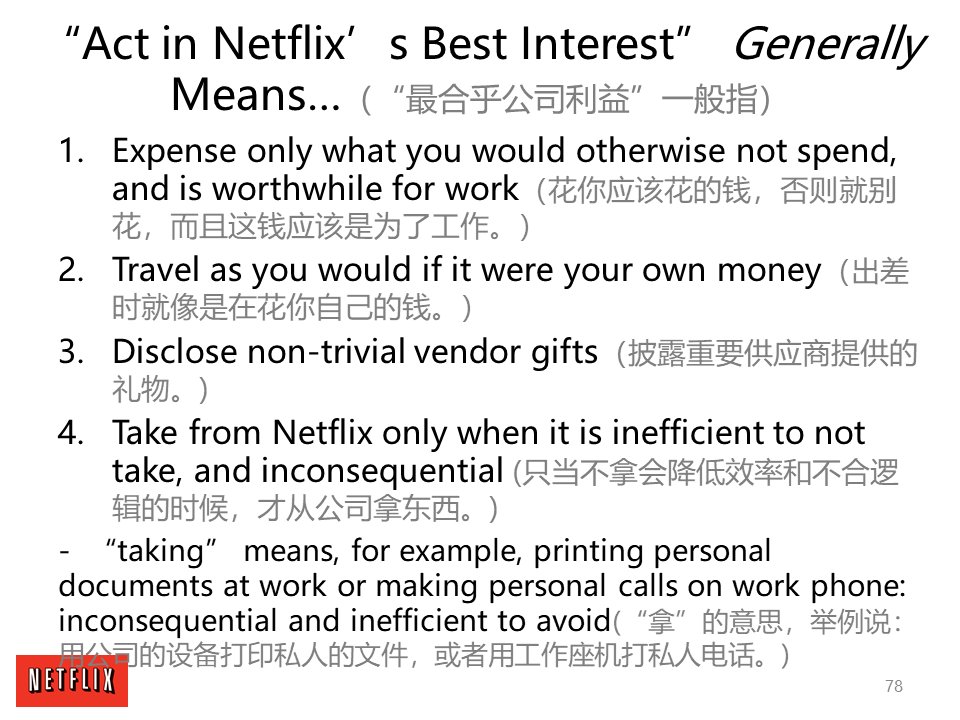 “Act in Netflix’s Best Interest” Generally
Means…（“最合乎公司利益”一般指）
1. Expense only what you would otherwise not spend,
and is worthwhile for work（花你应该花的钱，否则就别
花，而且这钱应该是为了工作。）
2. Travel as you would if it were your own money（出差
时就像是在花你自己的钱。）
3. Disclose non-trivial vendor gifts（披露重要供应商提供的
礼物。）
4. Take from Netflix only when it is inefficient to not
take, and inconsequential (只当不拿会降低效率和不合逻
辑的时候，才从公司拿东西。)
- “taking” means, for example, printing personal
documents at work or making personal calls on work phone:
inconsequential and inefficient to avoid(“拿”的意思，举例说：
用公司的设备打印私人的文件，或者用工作座机打私人电话。)
NETFLIX
78